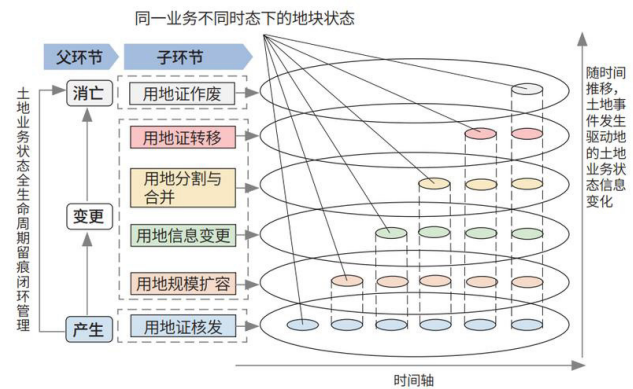 同一业务不同时态下的地块状态
父环节
子环节
消亡
用地证作废
用地证转移
用地分割与
合并
变更
用地信息变更
用地规模扩容
产生
用地证核发
土地业务状态全生命周期留痕闭环管理
随时间
推移，
土地事
件发生
驱动地
的土地
业务状
态信息
变化
时间轴